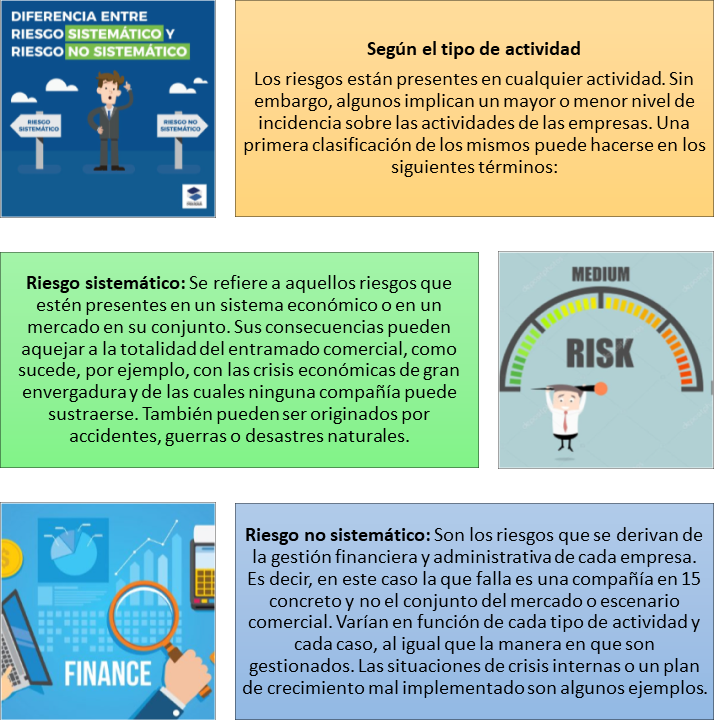 DIFERENCIA ENTRE
RIESGO SISTEMÁTICO Y
RIESGO NO SISTEMÁTICO
RIESGO
SISTEMÁTICO
RIESGO NO
SISTEMÁTICO
Según el tipo de actividad
Los riesgos están presentes en cualquier actividad. Sin
embargo, algunos implican un mayor o menor nivel de
incidencia sobre las actividades de las empresas. Una
primera clasificación de los mismos puede hacerse en los
siguientes términos:
Riesgo sistemático: Se refiere a aquellos riesgos que
estén presentes en un sistema económico o en un
mercado en su conjunto. Sus consecuencias pueden
aquejar a la totalidad del entramado comercial, como
sucede, por ejemplo, con las crisis económicas de gran
envergadura y de las cuales ninguna compañía puede
sustraerse. También pueden ser originados por
accidentes, guerras o desastres naturales.
MEDIUM
RISK
FINANCE
Riesgo no sistemático: Son los riesgos que se derivan de
la gestión financiera y administrativa de cada empresa.
Es decir, en este caso la que falla es una compañía en 15
concreto y no el conjunto del mercado o escenario
comercial. Varían en función de cada tipo de actividad y
cada caso, al igual que la manera en que son
gestionados. Las situaciones de crisis internas o un plan
de crecimiento mal implementado son algunos ejemplos.